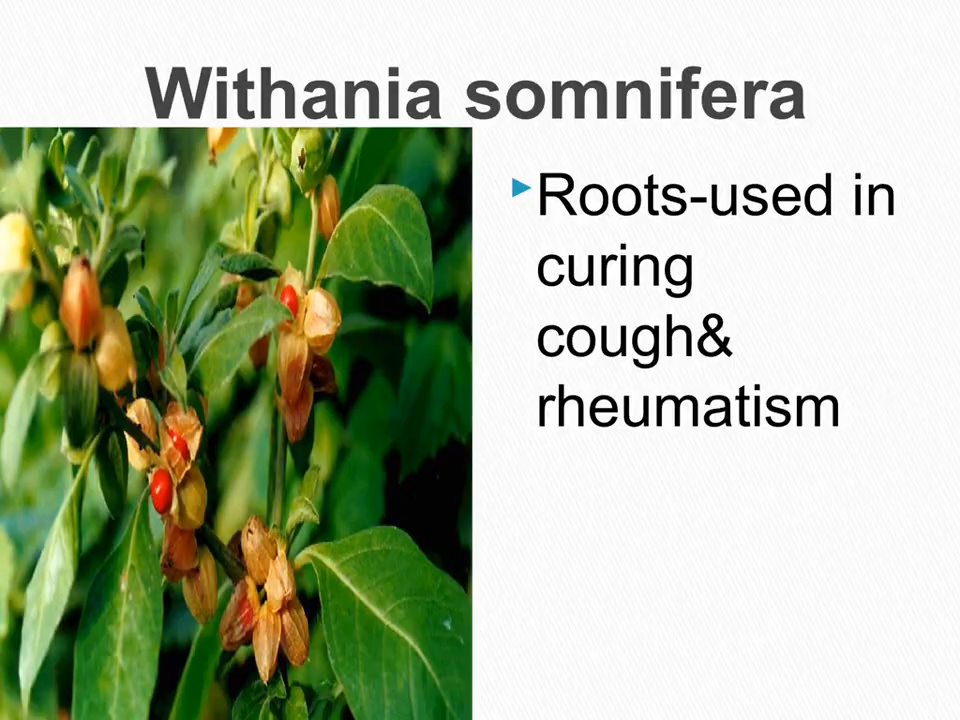 Withania somnifera
Roots-used in
curing
cough&
rheumatism